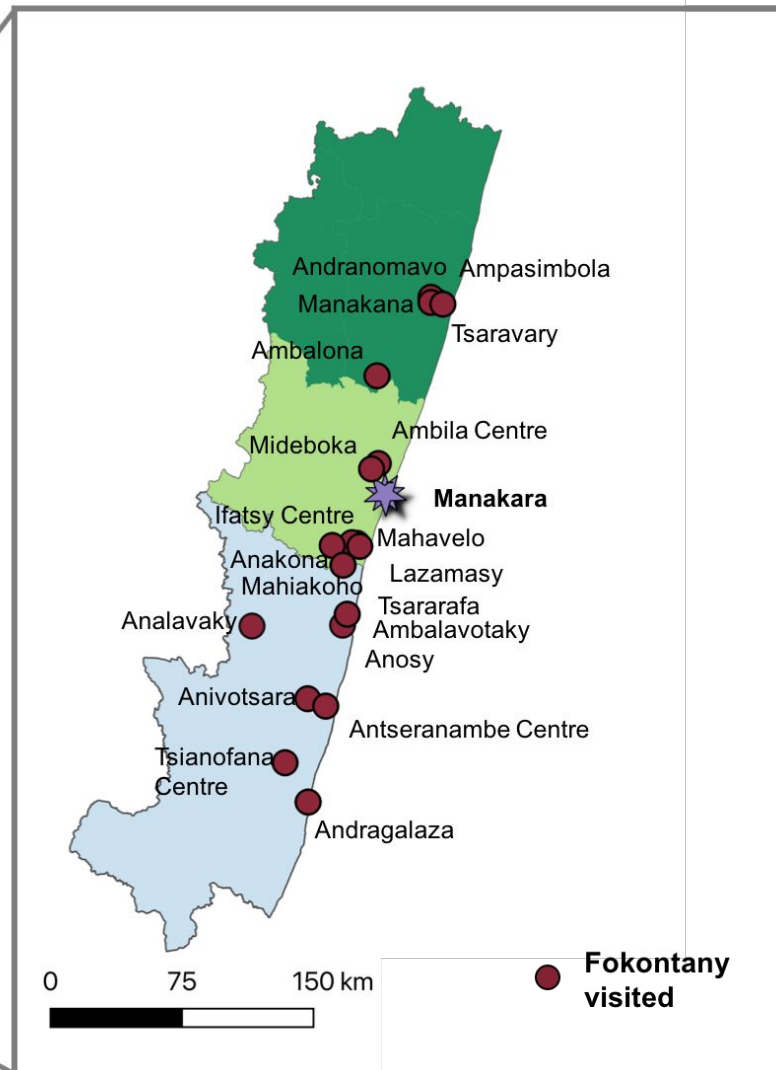 Andranomavo
Ampasimbola
Manakana
Tsaravary
Ambalona
Ambila Centre
Mideboka
Manakara
Ifatsy Centre
Mahavelo
Anakona
Lazamasy
Mahiakoho
Tsararafa
Analavaky
Ambalavotaky
Anosy
Anivotsara
Antseranambe Centre
Tsianofana
Centre
Andragalaza
0 75 150 km
Fokontany
visited